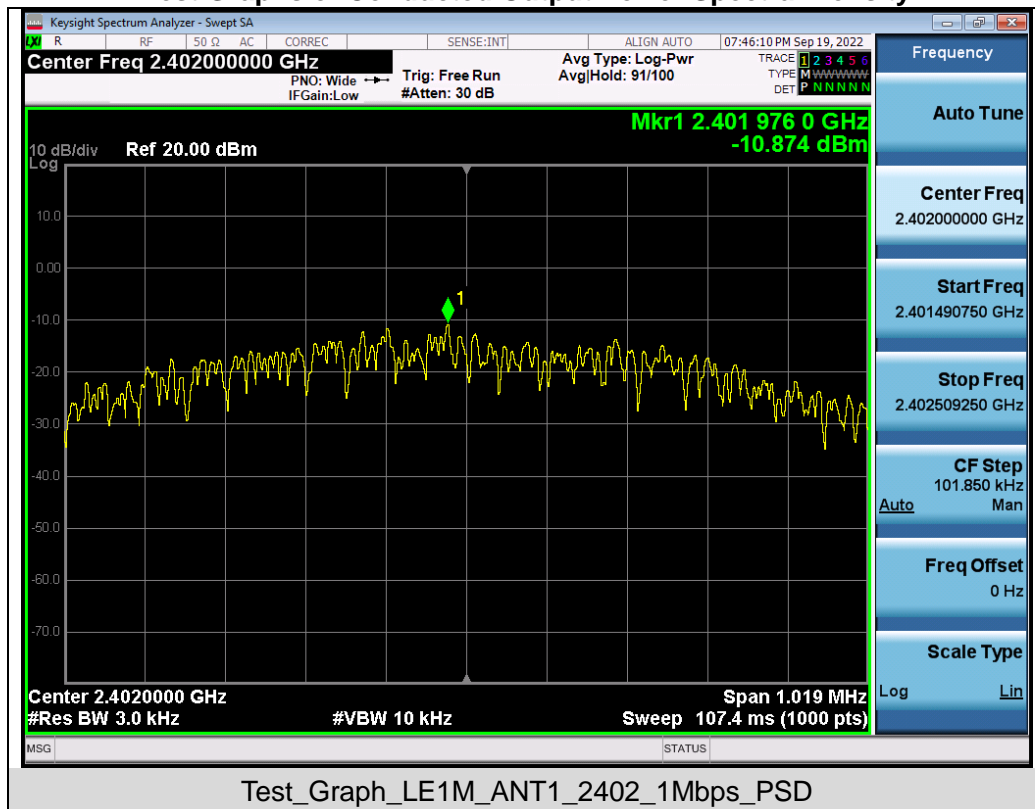 Keysight Spectrum Analyzer - Swept SA
LXI R RF 50 Ω AC CORREC SENSE:INT ALIGN AUTO 07:46:10 PM Sep 19, 2022
Center Freq 2.402000000 GHz
PNO: Wide
IFGain:Low
Trig: Free Run
#Atten: 30 dB
Avg Type: Log-Pwr
Avg|Hold: 91/100
TRACE 1 2 3 4 5 6
TYPE M W W W W W
DET P N N N N N
Mkr1 2.401 976 0 GHz
-10.874 dBm
10 dB/div Ref 20.00 dBm
Log
10.0
0.00
-10.0
-20.0
-30.0
-40.0
-50.0
-60.0
-70.0
1
Center 2.4020000 GHz Span 1.019 MHz
#Res BW 3.0 kHz #VBW 10 kHz Sweep 107.4 ms (1000 pts)
MSG STATUS
Frequency
Auto Tune
Center Freq
2.402000000 GHz
Start Freq
2.401490750 GHz
Stop Freq
2.402509250 GHz
CF Step
101.850 kHz
Auto Man
Freq Offset
0 Hz
Scale Type
Log Lin
Test_Graph_LE1M_ANT1_2402_1Mbps_PSD